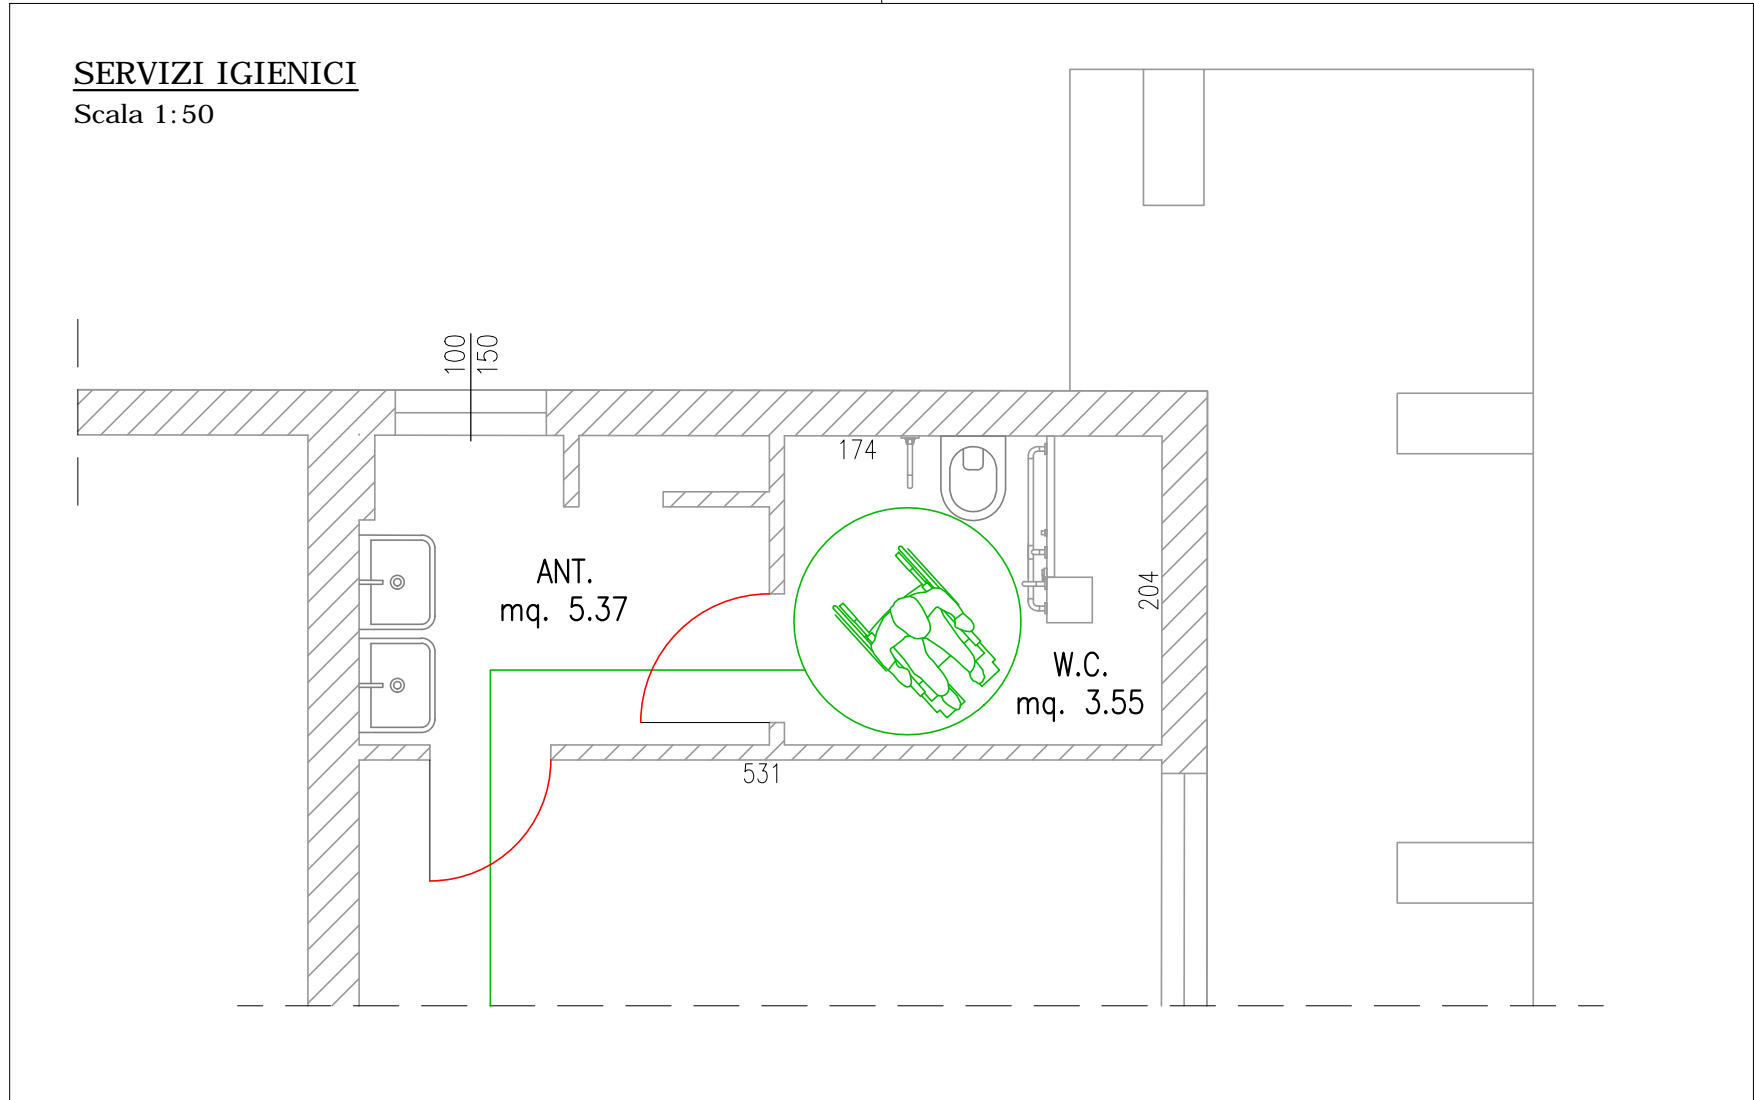 SERVIZI IGIENICI
Scala 1:50
100
150
174
ANT.
mq. 5.37
204
W.C.
mq. 3.55
531